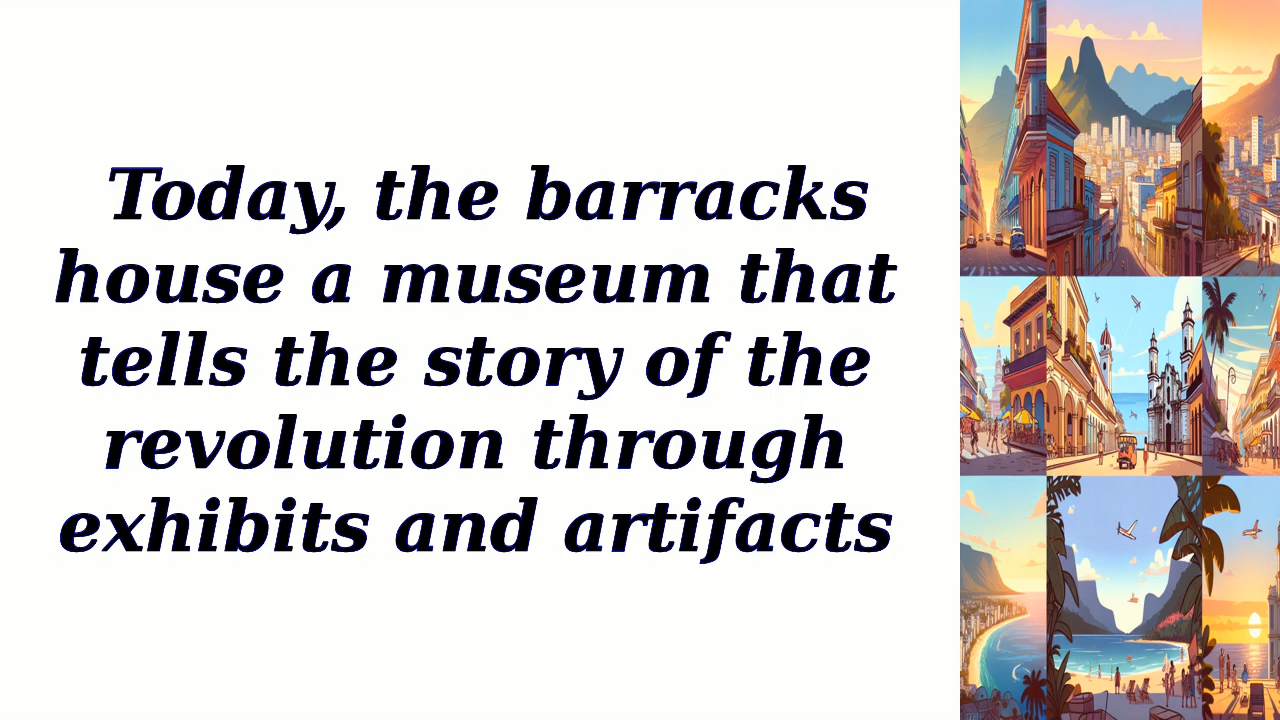 Today, the barracks
house a museum that
tells the story of the
revolution through
exhibits and artifacts